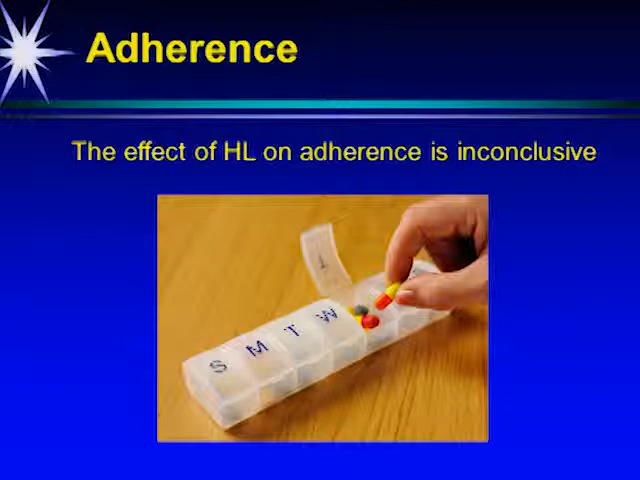 Adherence
The effect of HL on adherence is inconclusive
T
S M T W